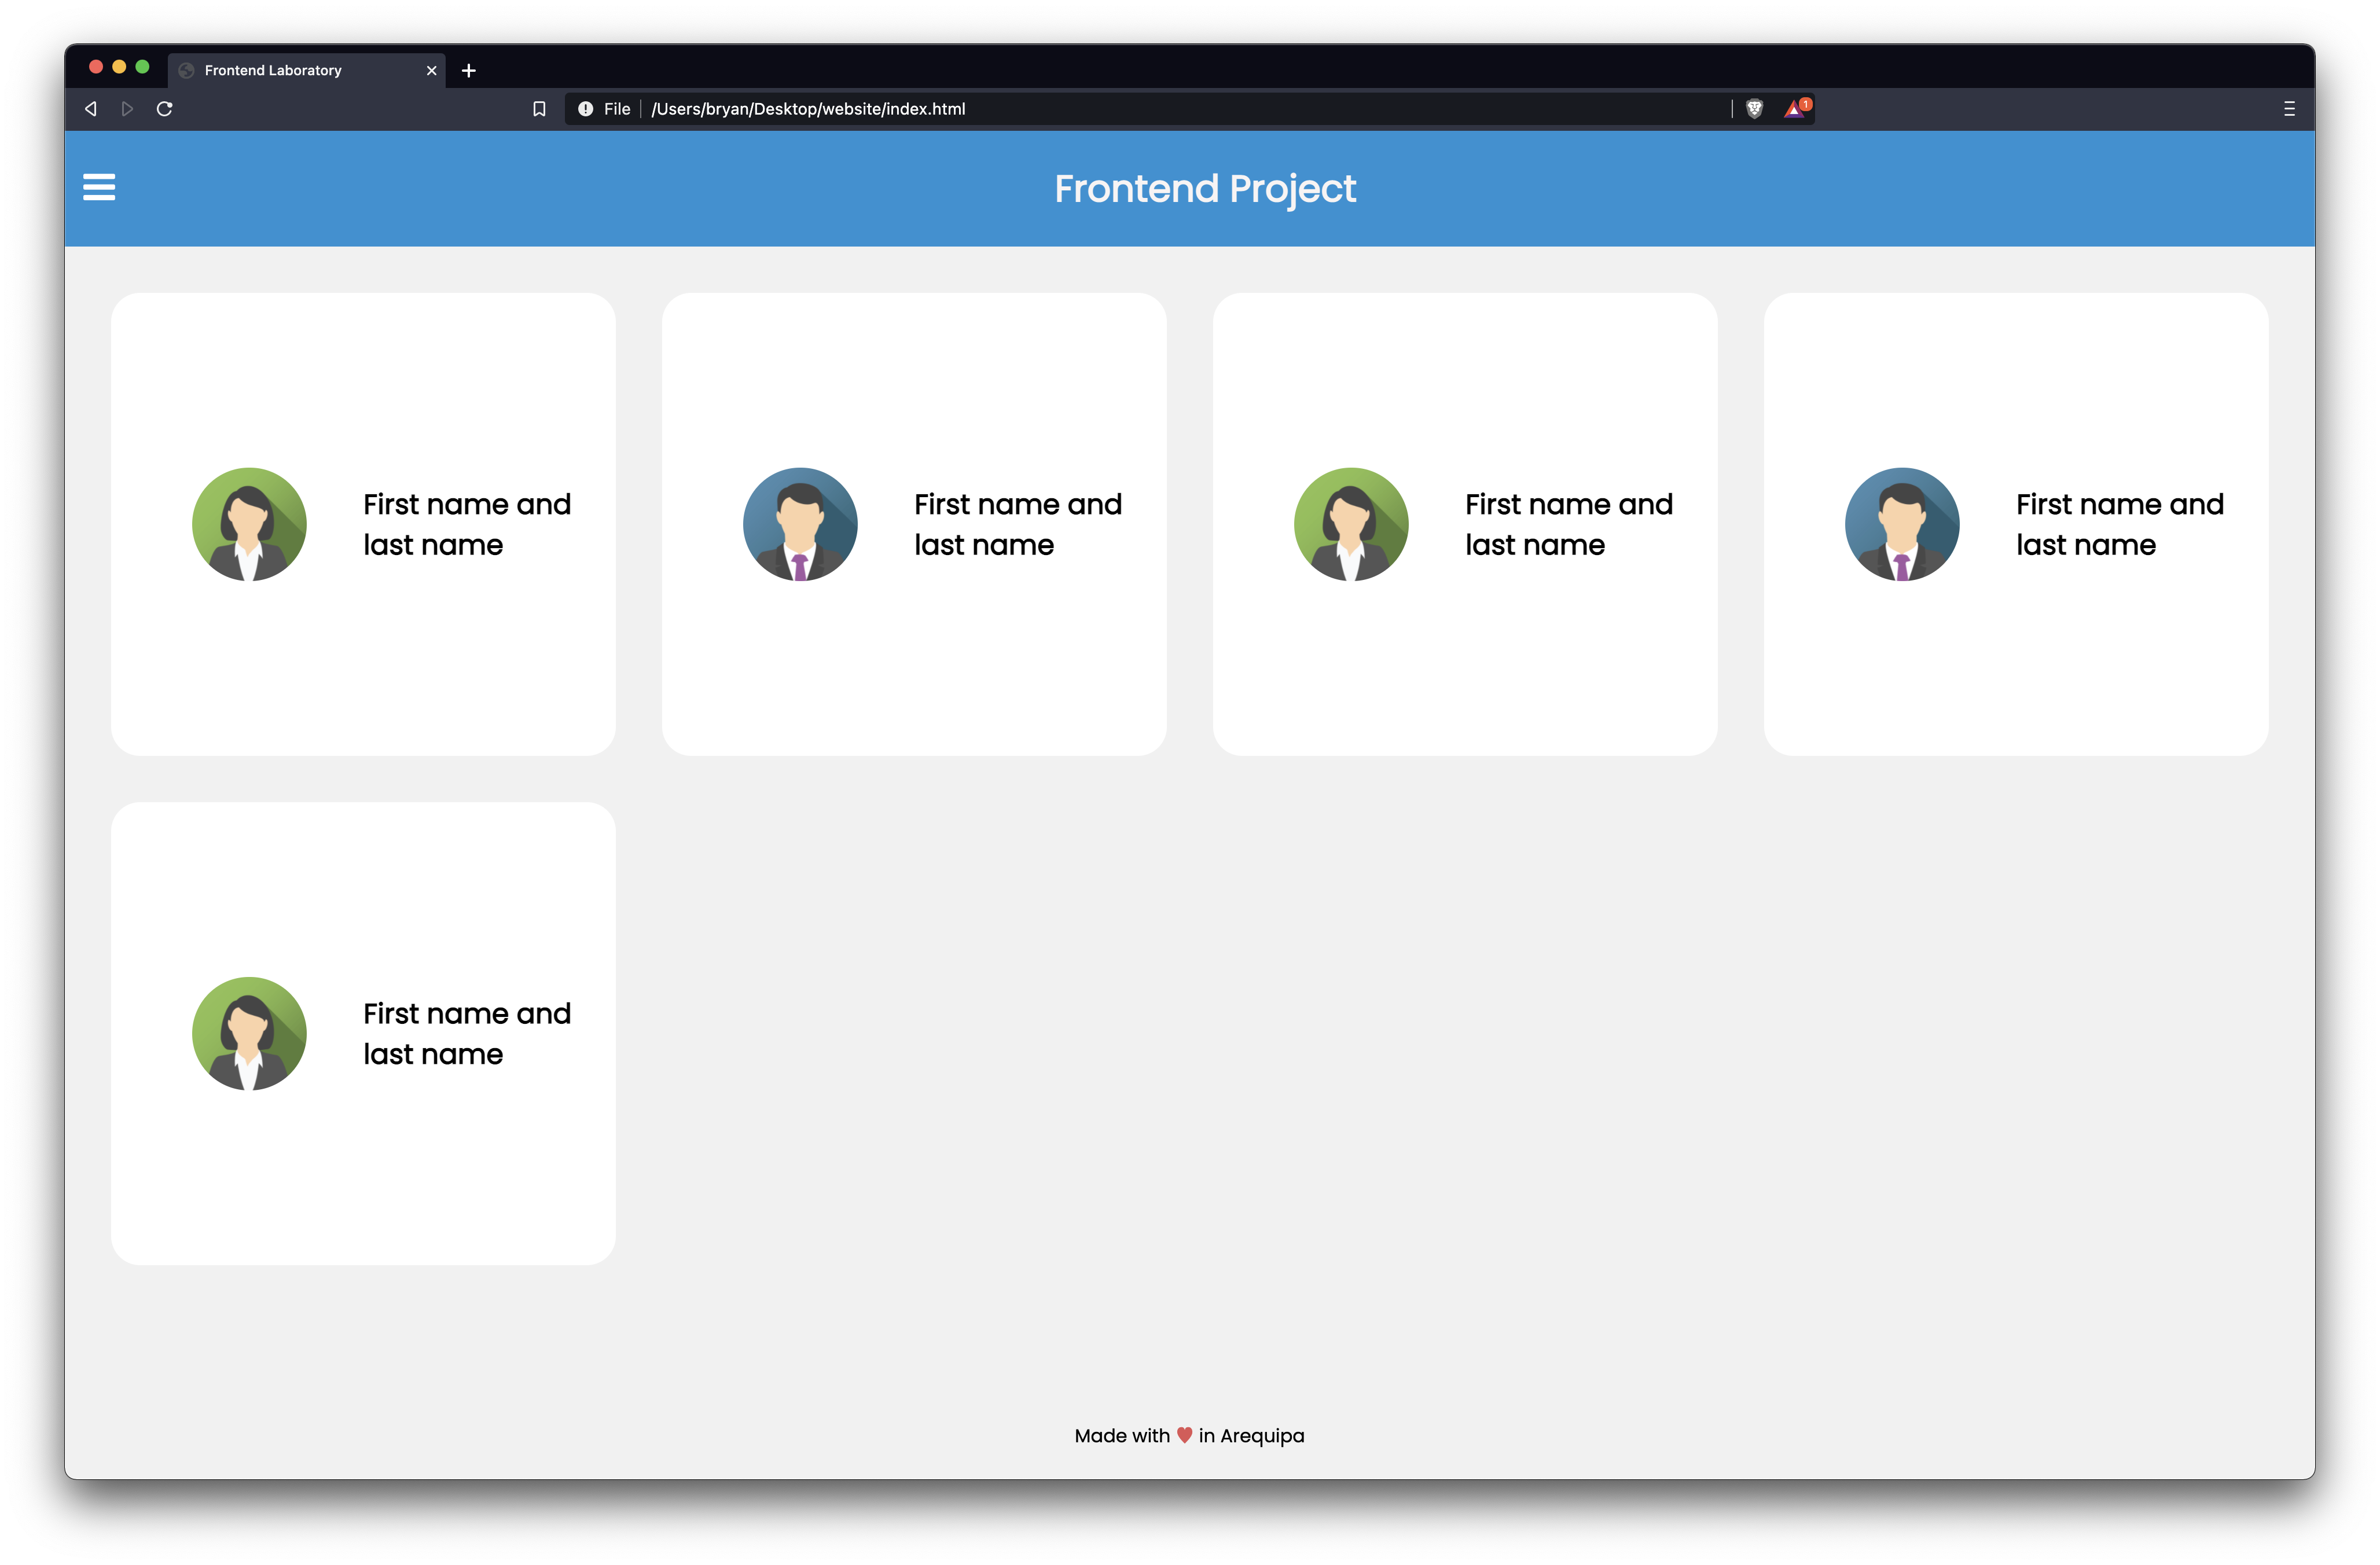 Frontend Laboratory
File /Users/bryan/Desktop/website/index.html
1
Frontend Project
First name and
last name
First name and
last name
First name and
last name
First name and
last name
First name and
last name
Made with ❤ in Arequipa